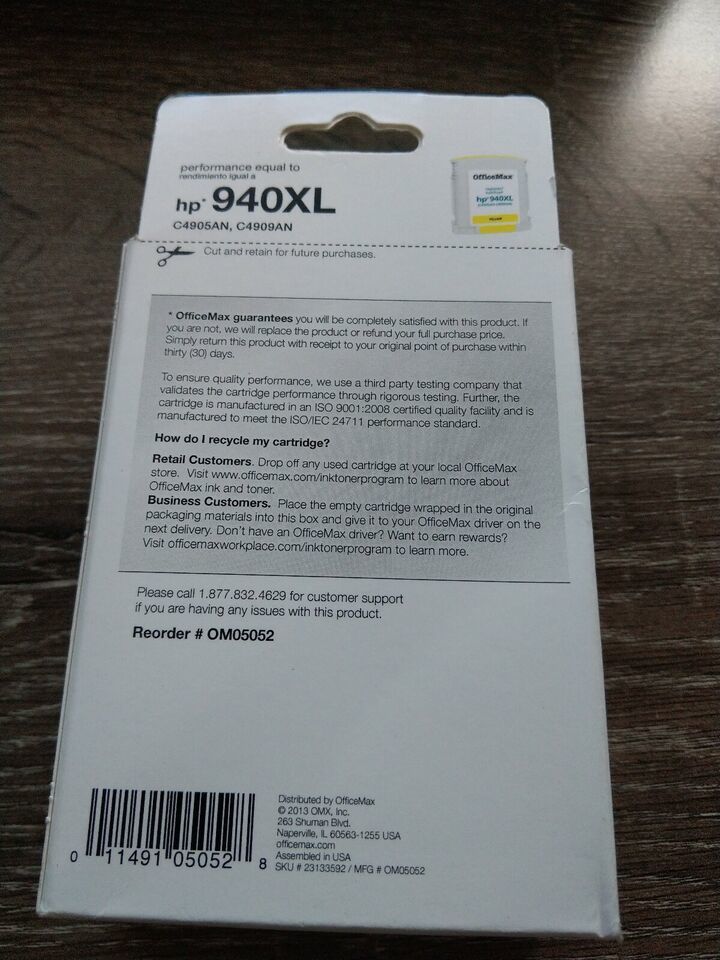 performance equal to
rendimiento igual a
hp* 940XL
C4905AN, C4909AN
OfficeMax
hp 940XL
Cut and retain for future purchases.
* OfficeMax guarantees you will be completely satisfied with this product. If
you are not, we will replace the product or refund your full purchase price.
Simply return this product with receipt to your original point of purchase within
thirty (30) days.
To ensure quality performance, we use a third party testing company that
validates the cartridge performance through rigorous testing. Further, the
cartridge is manufactured in an ISO 9001:2008 certified quality facility and is
manufactured to meet the ISO/IEC 24711 performance standard.
How do I recycle my cartridge?
Retail Customers. Drop off any used cartridge at your local OfficeMax
store. Visit www.officemax.com/inktonerprogram to learn more about
OfficeMax ink and toner.
Business Customers. Place the empty cartridge wrapped in the original
packaging materials into this box and give it to your OfficeMax driver on the
next delivery. Don't have an OfficeMax driver? Want to earn rewards?
Visit officemaxworkplace.com/inktonerprogram to learn more.
Please call 1.877.832.4629 for customer support
if you are having any issues with this product.
Reorder # OM05052
0 11491 05052 8
Distributed by OfficeMax
© 2013 OMX, Inc.
263 Shuman Blvd.
Naperville, IL 60563-1255 USA
officemax.com
Assembled in USA
SKU # 23133592 / MFG # OM05052